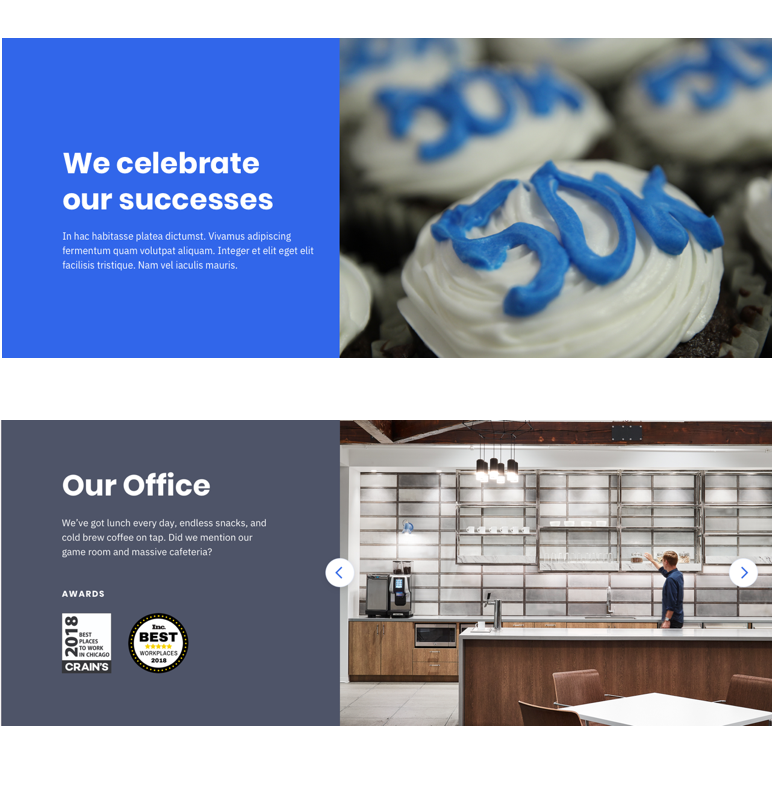 We celebrate
our successes
In hac habitasse platea dictumst. Vivamus adipiscing
fermentum quam volutpat aliquam. Integer et elit eget elit
facilisis tristique. Nam vel iaculis mauris.
50K
50K
50K
Our Office
We've got lunch every day, endless snacks, and
cold brew coffee on tap. Did we mention our
game room and massive cafeteria?
AWARDS
2018
BEST
PLACES
TO WORK
IN CHICAGO
CRAIN'S
Inc.
BEST
WORKPLACES
2018